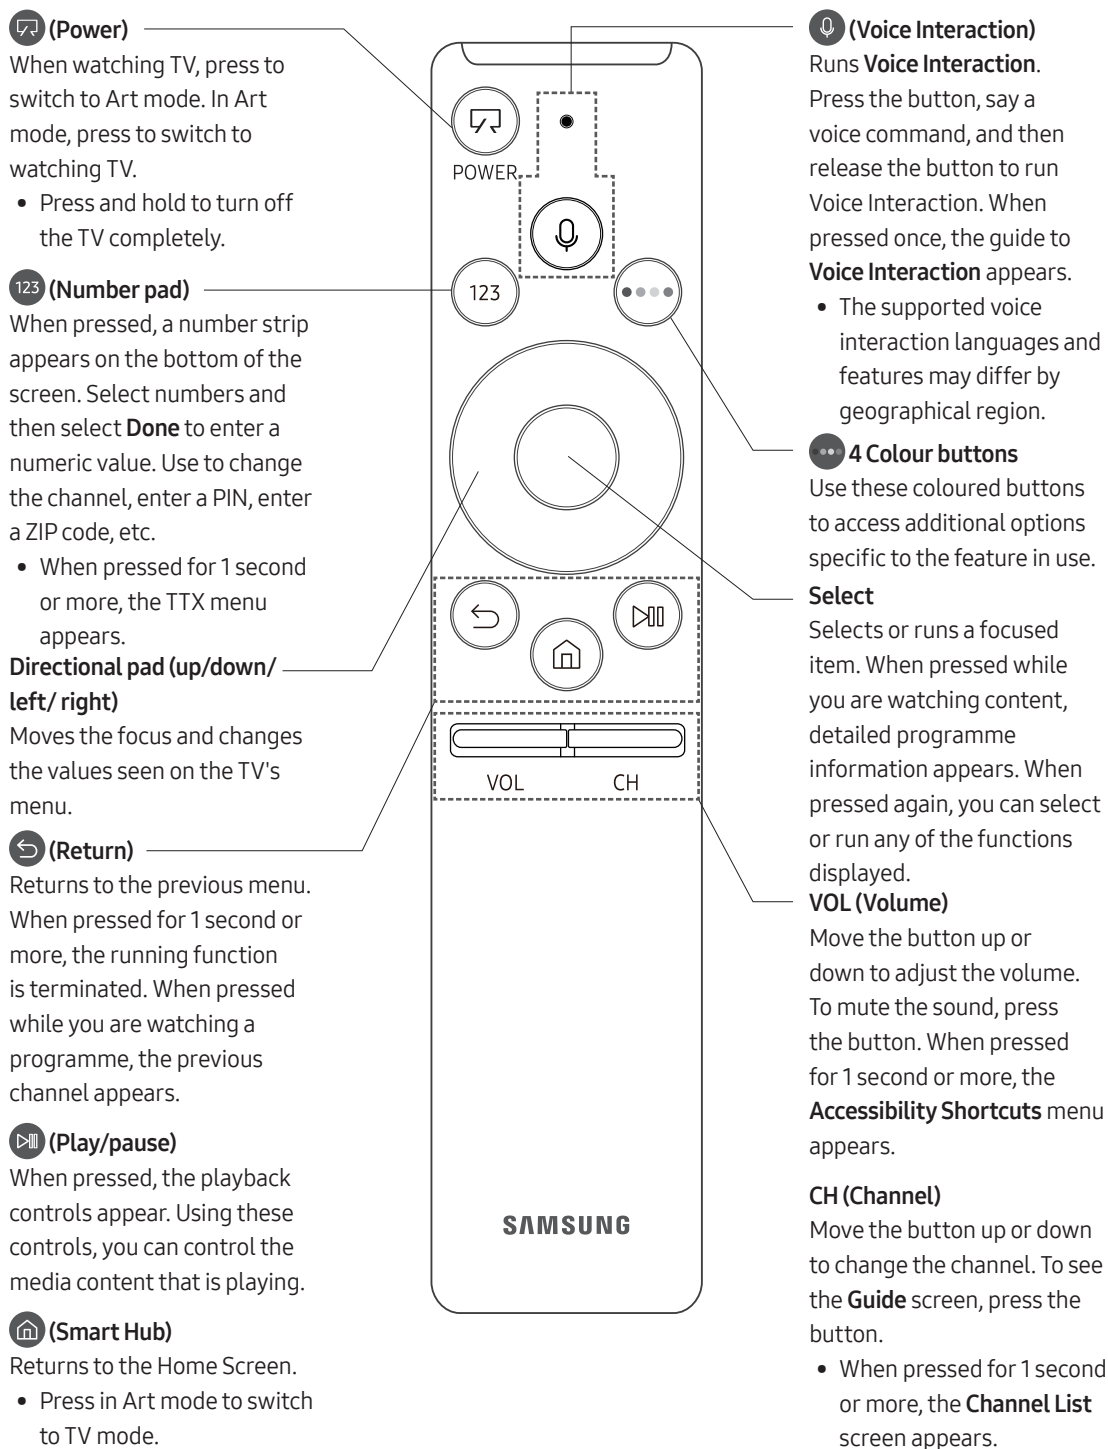 (Power)
When watching TV, press to
switch to Art mode. In Art
mode, press to switch to
watching TV.
• Press and hold to turn off
the TV completely.
123 (Number pad)
When pressed, a number strip
appears on the bottom of the
screen. Select numbers and
then select Done to enter a
numeric value. Use to change
the channel, enter a PIN, enter
a ZIP code, etc.
• When pressed for 1 second
or more, the TTX menu
appears.
Directional pad (up/down/
left/ right)
Moves the focus and changes
the values seen on the TV's
menu.
(Return)
Returns to the previous menu.
When pressed for 1 second or
more, the running function
is terminated. When pressed
while you are watching a
programme, the previous
channel appears.
(Play/pause)
When pressed, the playback
controls appear. Using these
controls, you can control the
media content that is playing.
(Smart Hub)
Returns to the Home Screen.
• Press in Art mode to switch
to TV mode.
POWER
123
VOL
CH
SAMSUNG
(Voice Interaction)
Runs Voice Interaction.
Press the button, say a
voice command, and then
release the button to run
Voice Interaction. When
pressed once, the guide to
Voice Interaction appears.
• The supported voice
interaction languages and
features may differ by
geographical region.
4 Colour buttons
Use these coloured buttons
to access additional options
specific to the feature in use.
Select
Selects or runs a focused
item. When pressed while
you are watching content,
detailed programme
information appears. When
pressed again, you can select
or run any of the functions
displayed.
VOL (Volume)
Move the button up or
down to adjust the volume.
To mute the sound, press
the button. When pressed
for 1 second or more, the
Accessibility Shortcuts menu
appears.
CH (Channel)
Move the button up or down
to change the channel. To see
the Guide screen, press the
button.
• When pressed for 1 second
or more, the Channel List
screen appears.